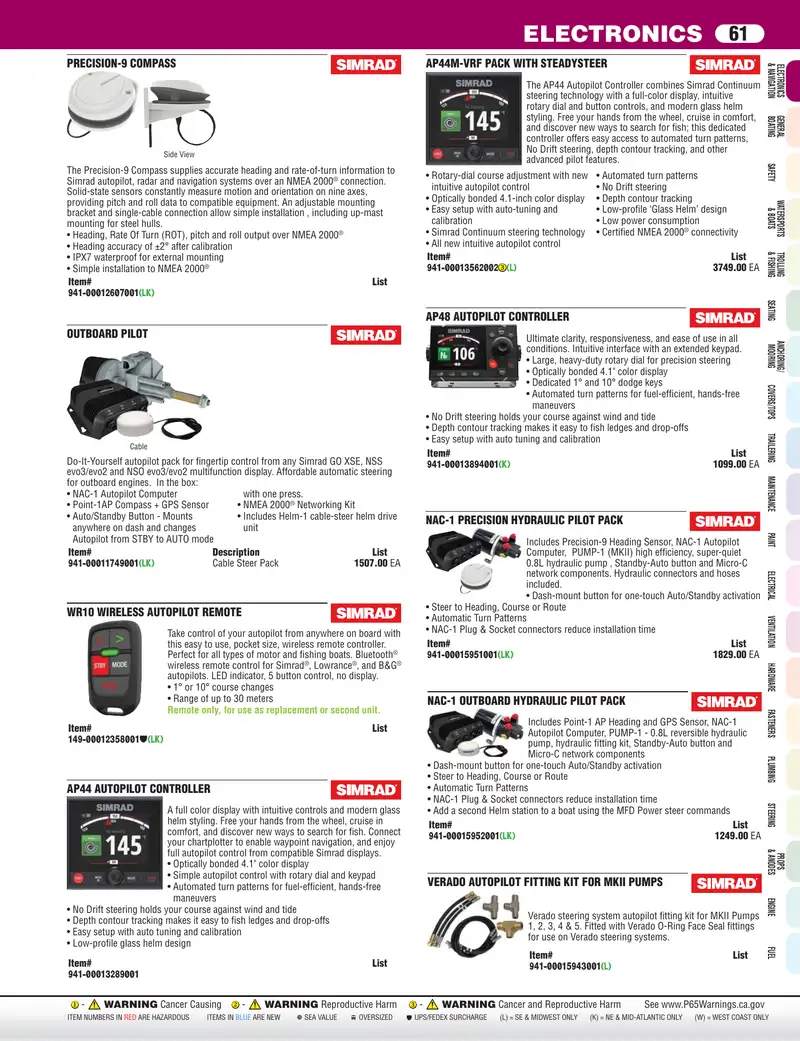 ELECTRONICS 61
PRECISION-9 COMPASS
SIMRAD
Side View
The Precision-9 Compass supplies accurate heading and rate-of-turn information to
Simrad autopilot, radar and navigation systems over an NMEA 2000® connection.
Solid-state sensors constantly measure motion and orientation on nine axes,
providing pitch and roll data to compatible equipment. An adjustable mounting
bracket and single-cable connection allow simple installation , including up-mast
mounting for steel hulls.
• Heading, Rate Of Turn (ROT), pitch and roll output over NMEA 2000®
• Heading accuracy of ±2° after calibration
• IPX7 waterproof for external mounting
• Simple installation to NMEA 2000®
Item# List
941-00012607001(LK)
OUTBOARD PILOT
SIMRAD
Cable
Do-It-Yourself autopilot pack for fingertip control from any Simrad GO XSE, NSS
evo3/evo2 and NSO evo3/evo2 multifunction display. Affordable automatic steering
for outboard engines. In the box:
• NAC-1 Autopilot Computer
• Point-1AP Compass + GPS Sensor
• Auto/Standby Button - Mounts
anywhere on dash and changes
Autopilot from STBY to AUTO mode
with one press.
• NMEA 2000® Networking Kit
• Includes Helm-1 cable-steer helm drive
unit
Item# Description List
941-00011749001(LK) Cable Steer Pack 1507.00 EA
WR10 WIRELESS AUTOPILOT REMOTE
SIMRAD
STBY MODE
Take control of your autopilot from anywhere on board with
this easy to use, pocket size, wireless remote controller.
Perfect for all types of motor and fishing boats. Bluetooth®
wireless remote control for Simrad®, Lowrance®, and B&G®
autopilots. LED indicator, 5 button control, no display.
• 1° or 10° course changes
• Range of up to 30 meters
Remote only, for use as replacement or second unit.
Item# List
149-00012358001(LK)
AP44 AUTOPILOT CONTROLLER
SIMRAD
SIMRAD
145°
A full color display with intuitive controls and modern glass
helm styling. Free your hands from the wheel, cruise in
comfort, and discover new ways to search for fish. Connect
your chartplotter to enable waypoint navigation, and enjoy
full autopilot control from compatible Simrad displays.
• Optically bonded 4.1" color display
• Simple autopilot control with rotary dial and keypad
• Automated turn patterns for fuel-efficient, hands-free
maneuvers
• No Drift steering holds your course against wind and tide
• Depth contour tracking makes it easy to fish ledges and drop-offs
• Easy setup with auto tuning and calibration
• Low-profile glass helm design
Item# List
941-00013289001
AP44M-VRF PACK WITH STEADYSTEER
SIMRAD
SIMRAD
145°
The AP44 Autopilot Controller combines Simrad Continuum
steering technology with a full-color display, intuitive
rotary dial and button controls, and modern glass helm
styling. Free your hands from the wheel, cruise in comfort,
and discover new ways to search for fish; this dedicated
controller offers easy access to automated turn patterns,
No Drift steering, depth contour tracking, and other
advanced pilot features.
• Rotary-dial course adjustment with new
intuitive autopilot control
• Optically bonded 4.1-inch color display
• Easy setup with auto-tuning and
calibration
• Simrad Continuum steering technology
• All new intuitive autopilot control
• Automated turn patterns
• No Drift steering
• Depth contour tracking
• Low-profile 'Glass Helm' design
• Low power consumption
• Certified NMEA 2000® connectivity
Item# List
941-00013562002 3 (L) 3749.00 EA
AP48 AUTOPILOT CONTROLLER
SIMRAD
SIMRAD
106°
Ultimate clarity, responsiveness, and ease of use in all
conditions. Intuitive interface with an extended keypad.
• Large, heavy-duty rotary dial for precision steering
• Optically bonded 4.1" color display
• Dedicated 1° and 10° dodge keys
• Automated turn patterns for fuel-efficient, hands-free
maneuvers
• No Drift steering holds your course against wind and tide
• Depth contour tracking makes it easy to fish ledges and drop-offs
• Easy setup with auto tuning and calibration
Item# List
941-00013894001(K) 1099.00 EA
NAC-1 PRECISION HYDRAULIC PILOT PACK
SIMRAD
Includes Precision-9 Heading Sensor, NAC-1 Autopilot
Computer, PUMP-1 (MKII) high efficiency, super-quiet
0.8L hydraulic pump , Standby-Auto button and Micro-C
network components. Hydraulic connectors and hoses
included.
• Dash-mount button for one-touch Auto/Standby activation
• Steer to Heading, Course or Route
• Automatic Turn Patterns
• NAC-1 Plug & Socket connectors reduce installation time
Item# List
941-00015951001(LK) 1829.00 EA
NAC-1 OUTBOARD HYDRAULIC PILOT PACK
SIMRAD
Includes Point-1 AP Heading and GPS Sensor, NAC-1
Autopilot Computer, PUMP-1 - 0.8L reversible hydraulic
pump, hydraulic fitting kit, Standby-Auto button and
Micro-C network components
• Dash-mount button for one-touch Auto/Standby activation
• Steer to Heading, Course or Route
• Automatic Turn Patterns
• NAC-1 Plug & Socket connectors reduce installation time
• Add a second Helm station to a boat using the MFD Power steer commands
Item# List
941-00015952001(LK) 1249.00 EA
VERADO AUTOPILOT FITTING KIT FOR MKII PUMPS
SIMRAD
Verado steering system autopilot fitting kit for MKII Pumps
1, 2, 3, 4 & 5. Fitted with Verado O-Ring Face Seal fittings
for use on Verado steering systems.
Item# List
941-00015943001(L)
ELECTRONICS
& NAVIGATION
GENERAL
BOATING
SAFETY
WATERSPORTS
& BOATS
TROLLING
& FISHING
SEATING
ANCHORING/
MOORING
COVERS/TOPS
TRAILERING
MAINTENANCE
PAINT
ELECTRICAL
VENTILATION
HARDWARE
FASTENERS
PLUMBING
STEERING
PROPS
& ANODES
ENGINE
FUEL
1 - WARNING Cancer Causing 2 - WARNING Reproductive Harm 3 - WARNING Cancer and Reproductive Harm See www.P65Warnings.ca.gov
ITEM NUMBERS IN RED ARE HAZARDOUS ITEMS IN BLUE ARE NEW SEA VALUE OVERSIZED UPS/FEDEX SURCHARGE (L) = SE & MIDWEST ONLY (K) = NE & MID-ATLANTIC ONLY (W) = WEST COAST ONLY